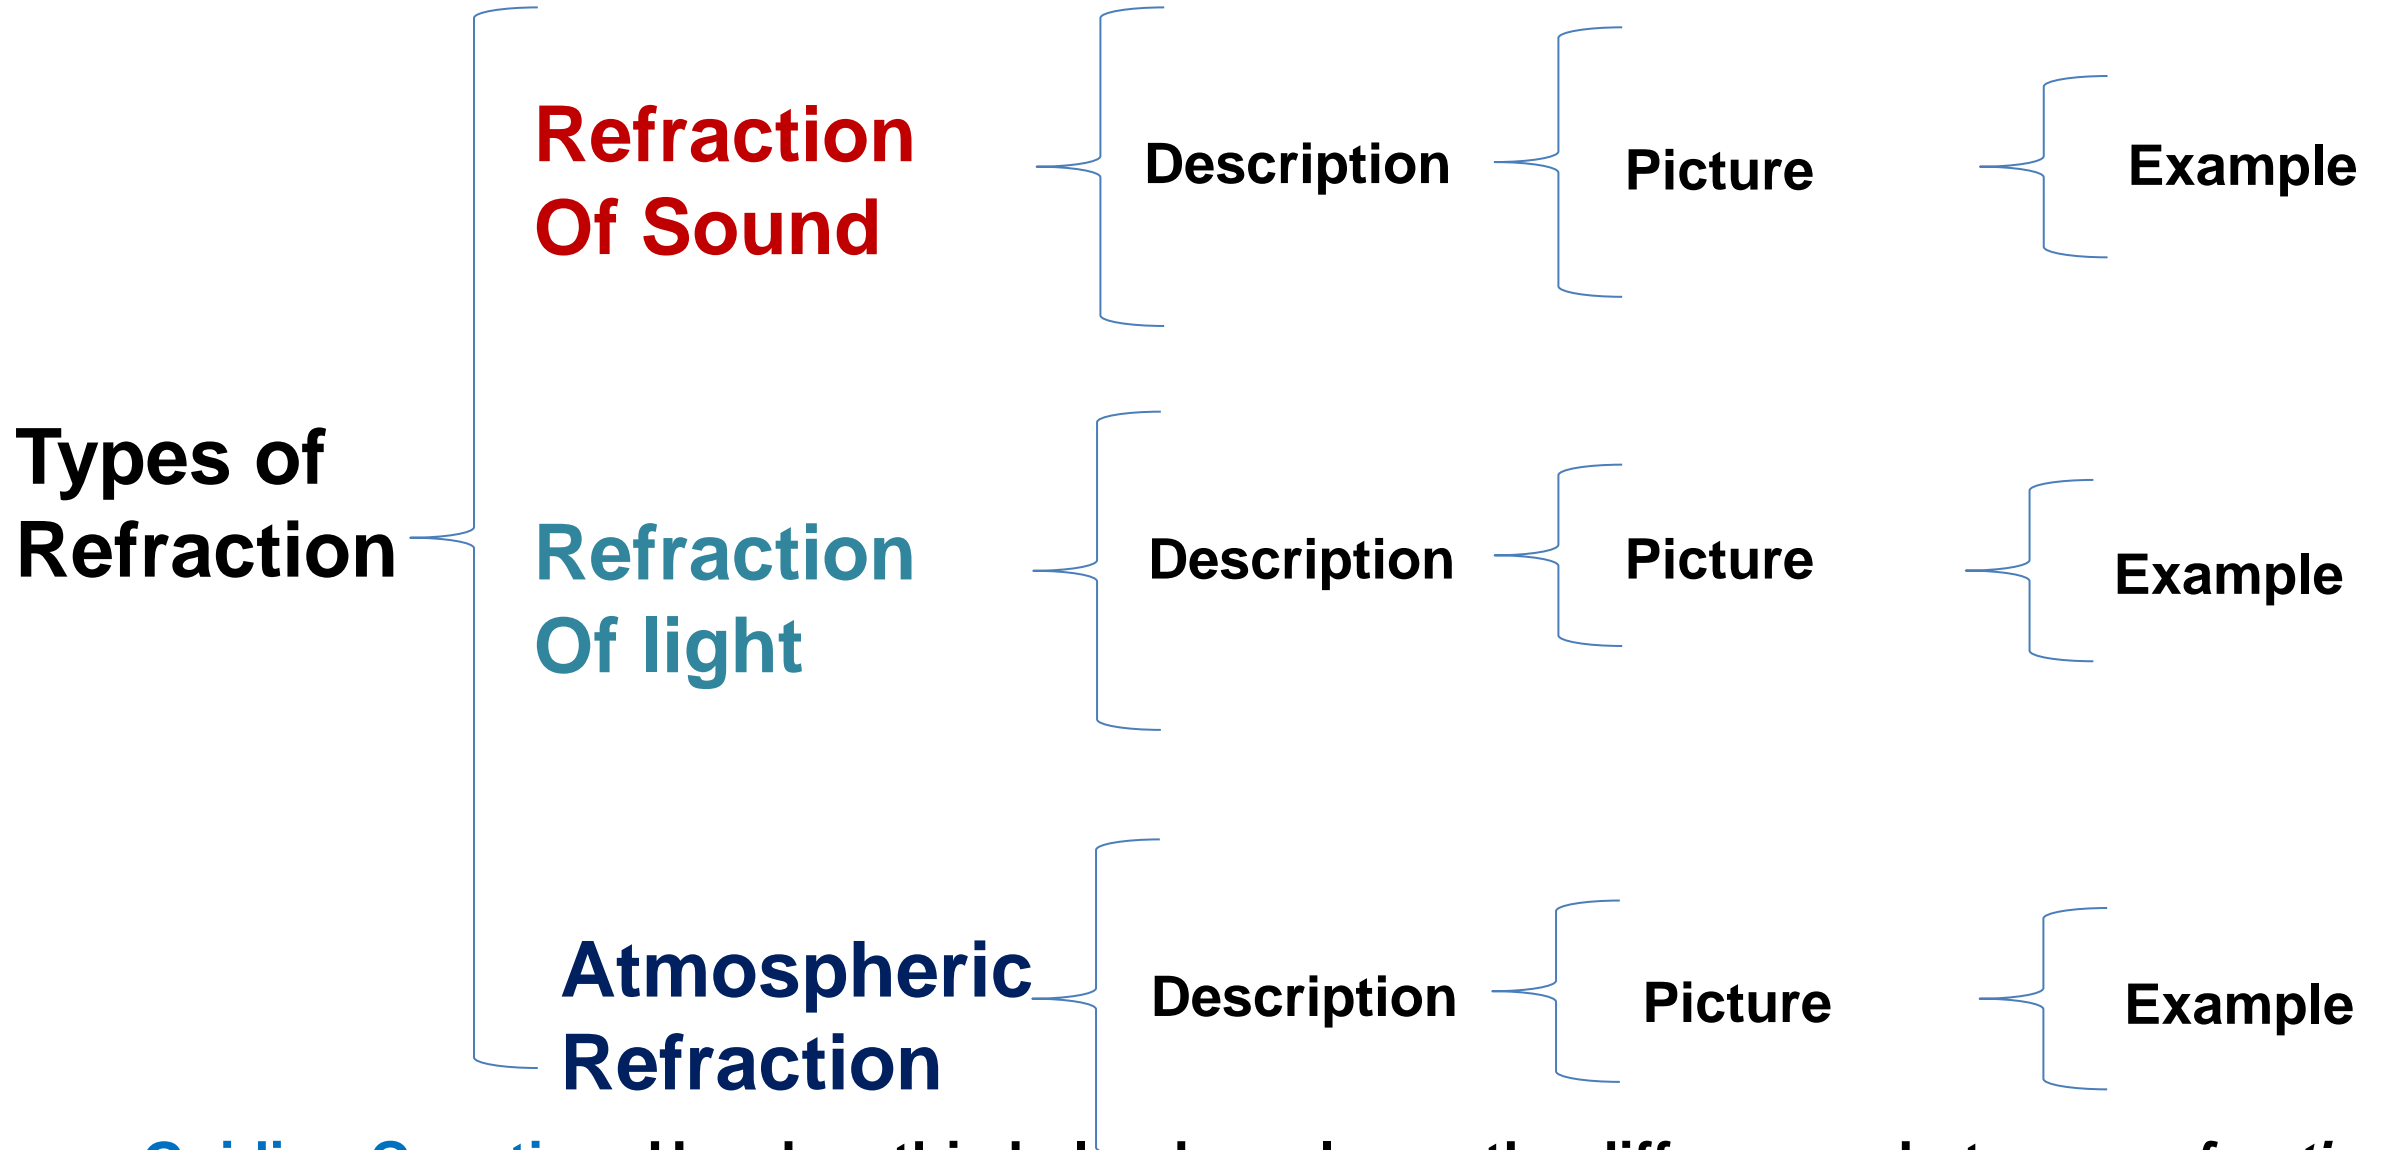 Refraction
Of Sound
Description
Picture
Example
Types of
Refraction
Refraction
Of light
Description
Picture
Example
Atmospheric
Refraction
Description
Picture
Example